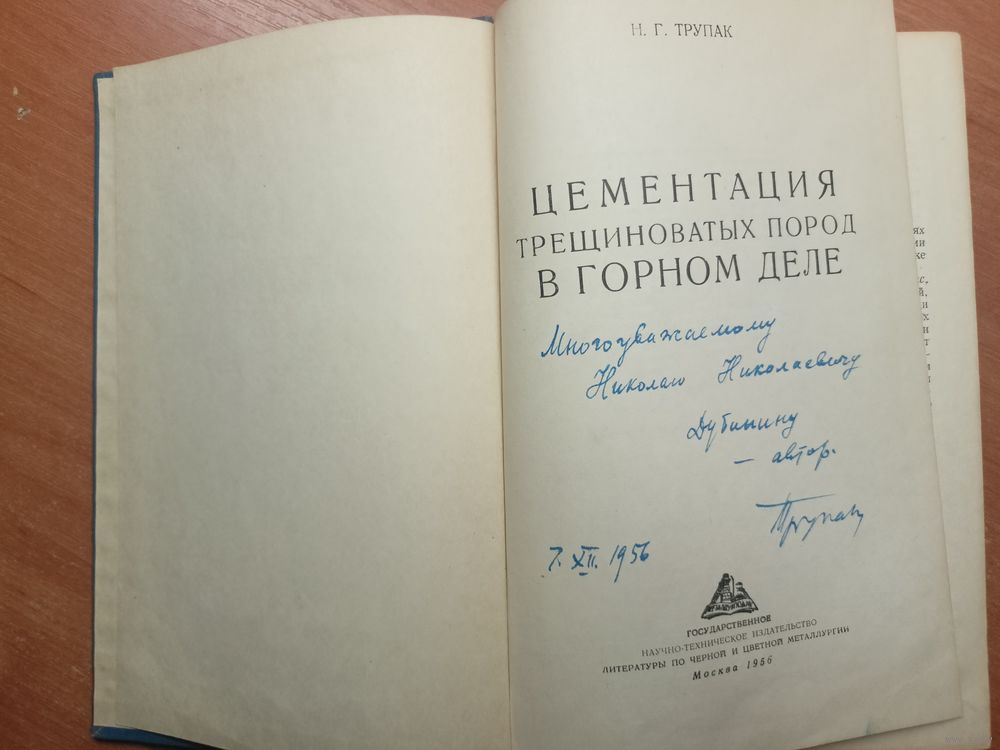 Н. Г. ТРУПАК
ЦЕМЕНТАЦИЯ
ТРЕЩИНОВАТЫХ ПОРОД
В ГОРНОМ ДЕЛЕ
Многоуважаемому
Николаю Николаевичу
Дубинину
— автор.
Трупак
7. XII. 1956
ГОСУДАРСТВЕННОЕ
НАУЧНО-ТЕХНИЧЕСКОЕ ИЗДАТЕЛЬСТВО
ЛИТЕРАТУРЫ ПО ЧЕРНОЙ И ЦВЕТНОЙ МЕТАЛЛУРГИИ
Москва 1956